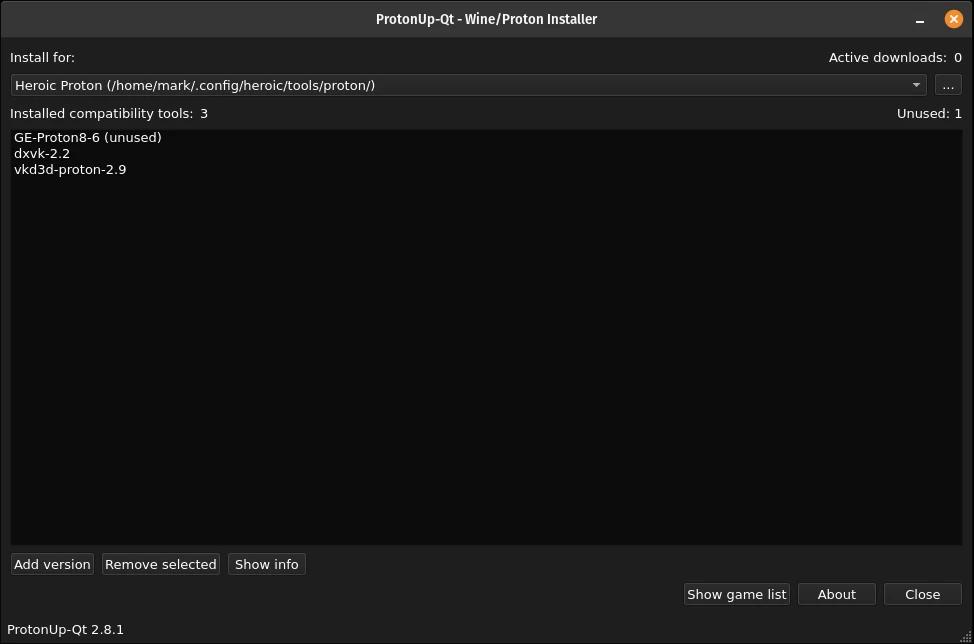 ProtonUp-Qt - Wine/Proton Installer
Install for:
Active downloads: 0
Heroic Proton (/home/mark/.config/heroic/tools/proton/)
...
Installed compatibility tools: 3
Unused: 1
GE-Proton8-6 (unused)
dxvk-2.2
vkd3d-proton-2.9
Add version
Remove selected
Show info
Show game list
About
Close
ProtonUp-Qt 2.8.1